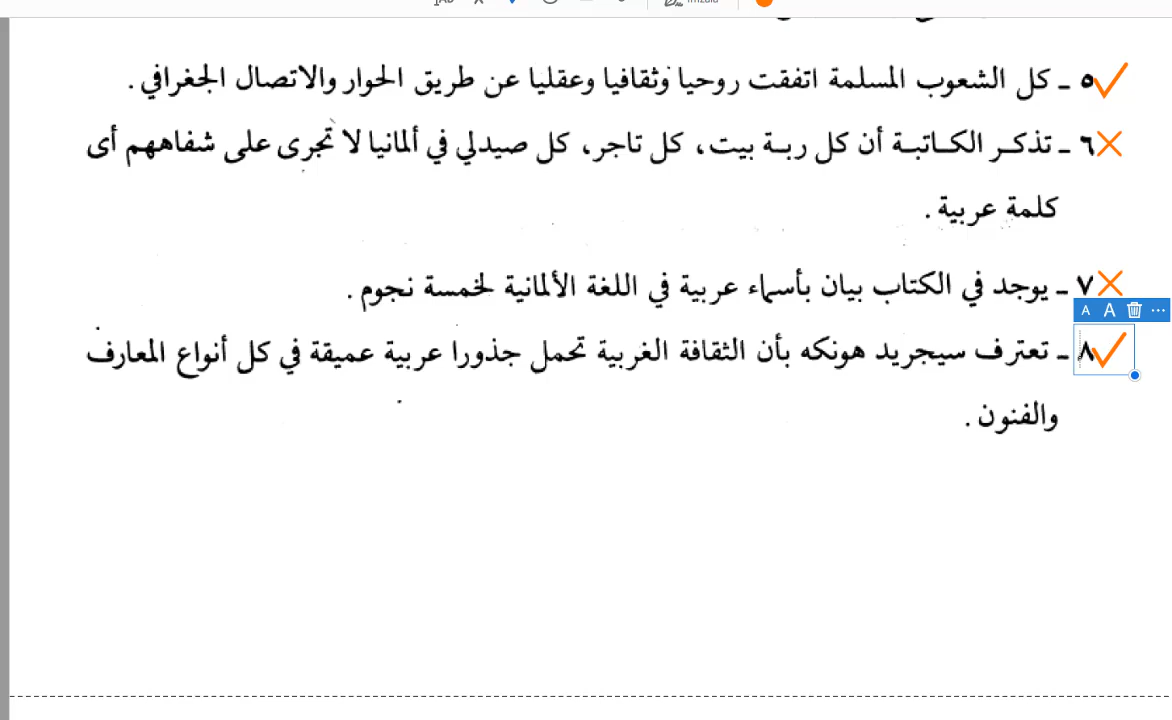 ٥ ـ كل الشعوب المسلمة اتفقت روحيا وثقافيا وعقليا عن طريق الحوار والاتصال الجغرافي .
٦ ـ تذكر الكاتبة أن كل ربة بيت، كل تاجر، كل صيدلي في ألمانيا لا تجرى على شفاههم أى
كلمة عربية .
٧ ـ يوجد في الكتاب بيان بأسماء عربية في اللغة الألمانية لخمسة نجوم .
A A
٨ ـ تعترف سيجريد هونكه بأن الثقافة الغربية تحمل جذورا عربية عميقة في كل أنواع المعارف
والفنون .